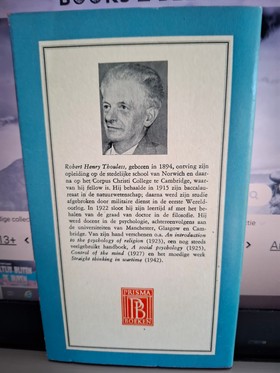 BOOKS
Robert Henry Thouless, geboren in 1894, ontving zijn
opleiding op de stedelijke school van Norwich en daar-
na op het Corpus Christi College te Cambridge, waar-
van hij fellow is. Hij behaalde in 1915 zijn baccalau-
reaat in de natuurwetenschap; daarna werd zijn studie
afgebroken door militaire dienst in de eerste Wereld-
oorlog. In 1922 sloot hij zijn leertijd af met het be-
halen van de graad van doctor in de filosofie. Hij
werd docent in de psychologie, achtereenvolgens aan
de universiteiten van Manchester, Glasgow en Cam-
bridge. Van zijn hand verschenen o.a. An introduction
to the psychology of religion (1923), een nog steeds
veelgebruikt handboek, A social psychology (1925),
Control of the mind (1927) en het moedige werk
Straight thinking in wartime (1942).
13+
PRISMA
PB
BOEKEN